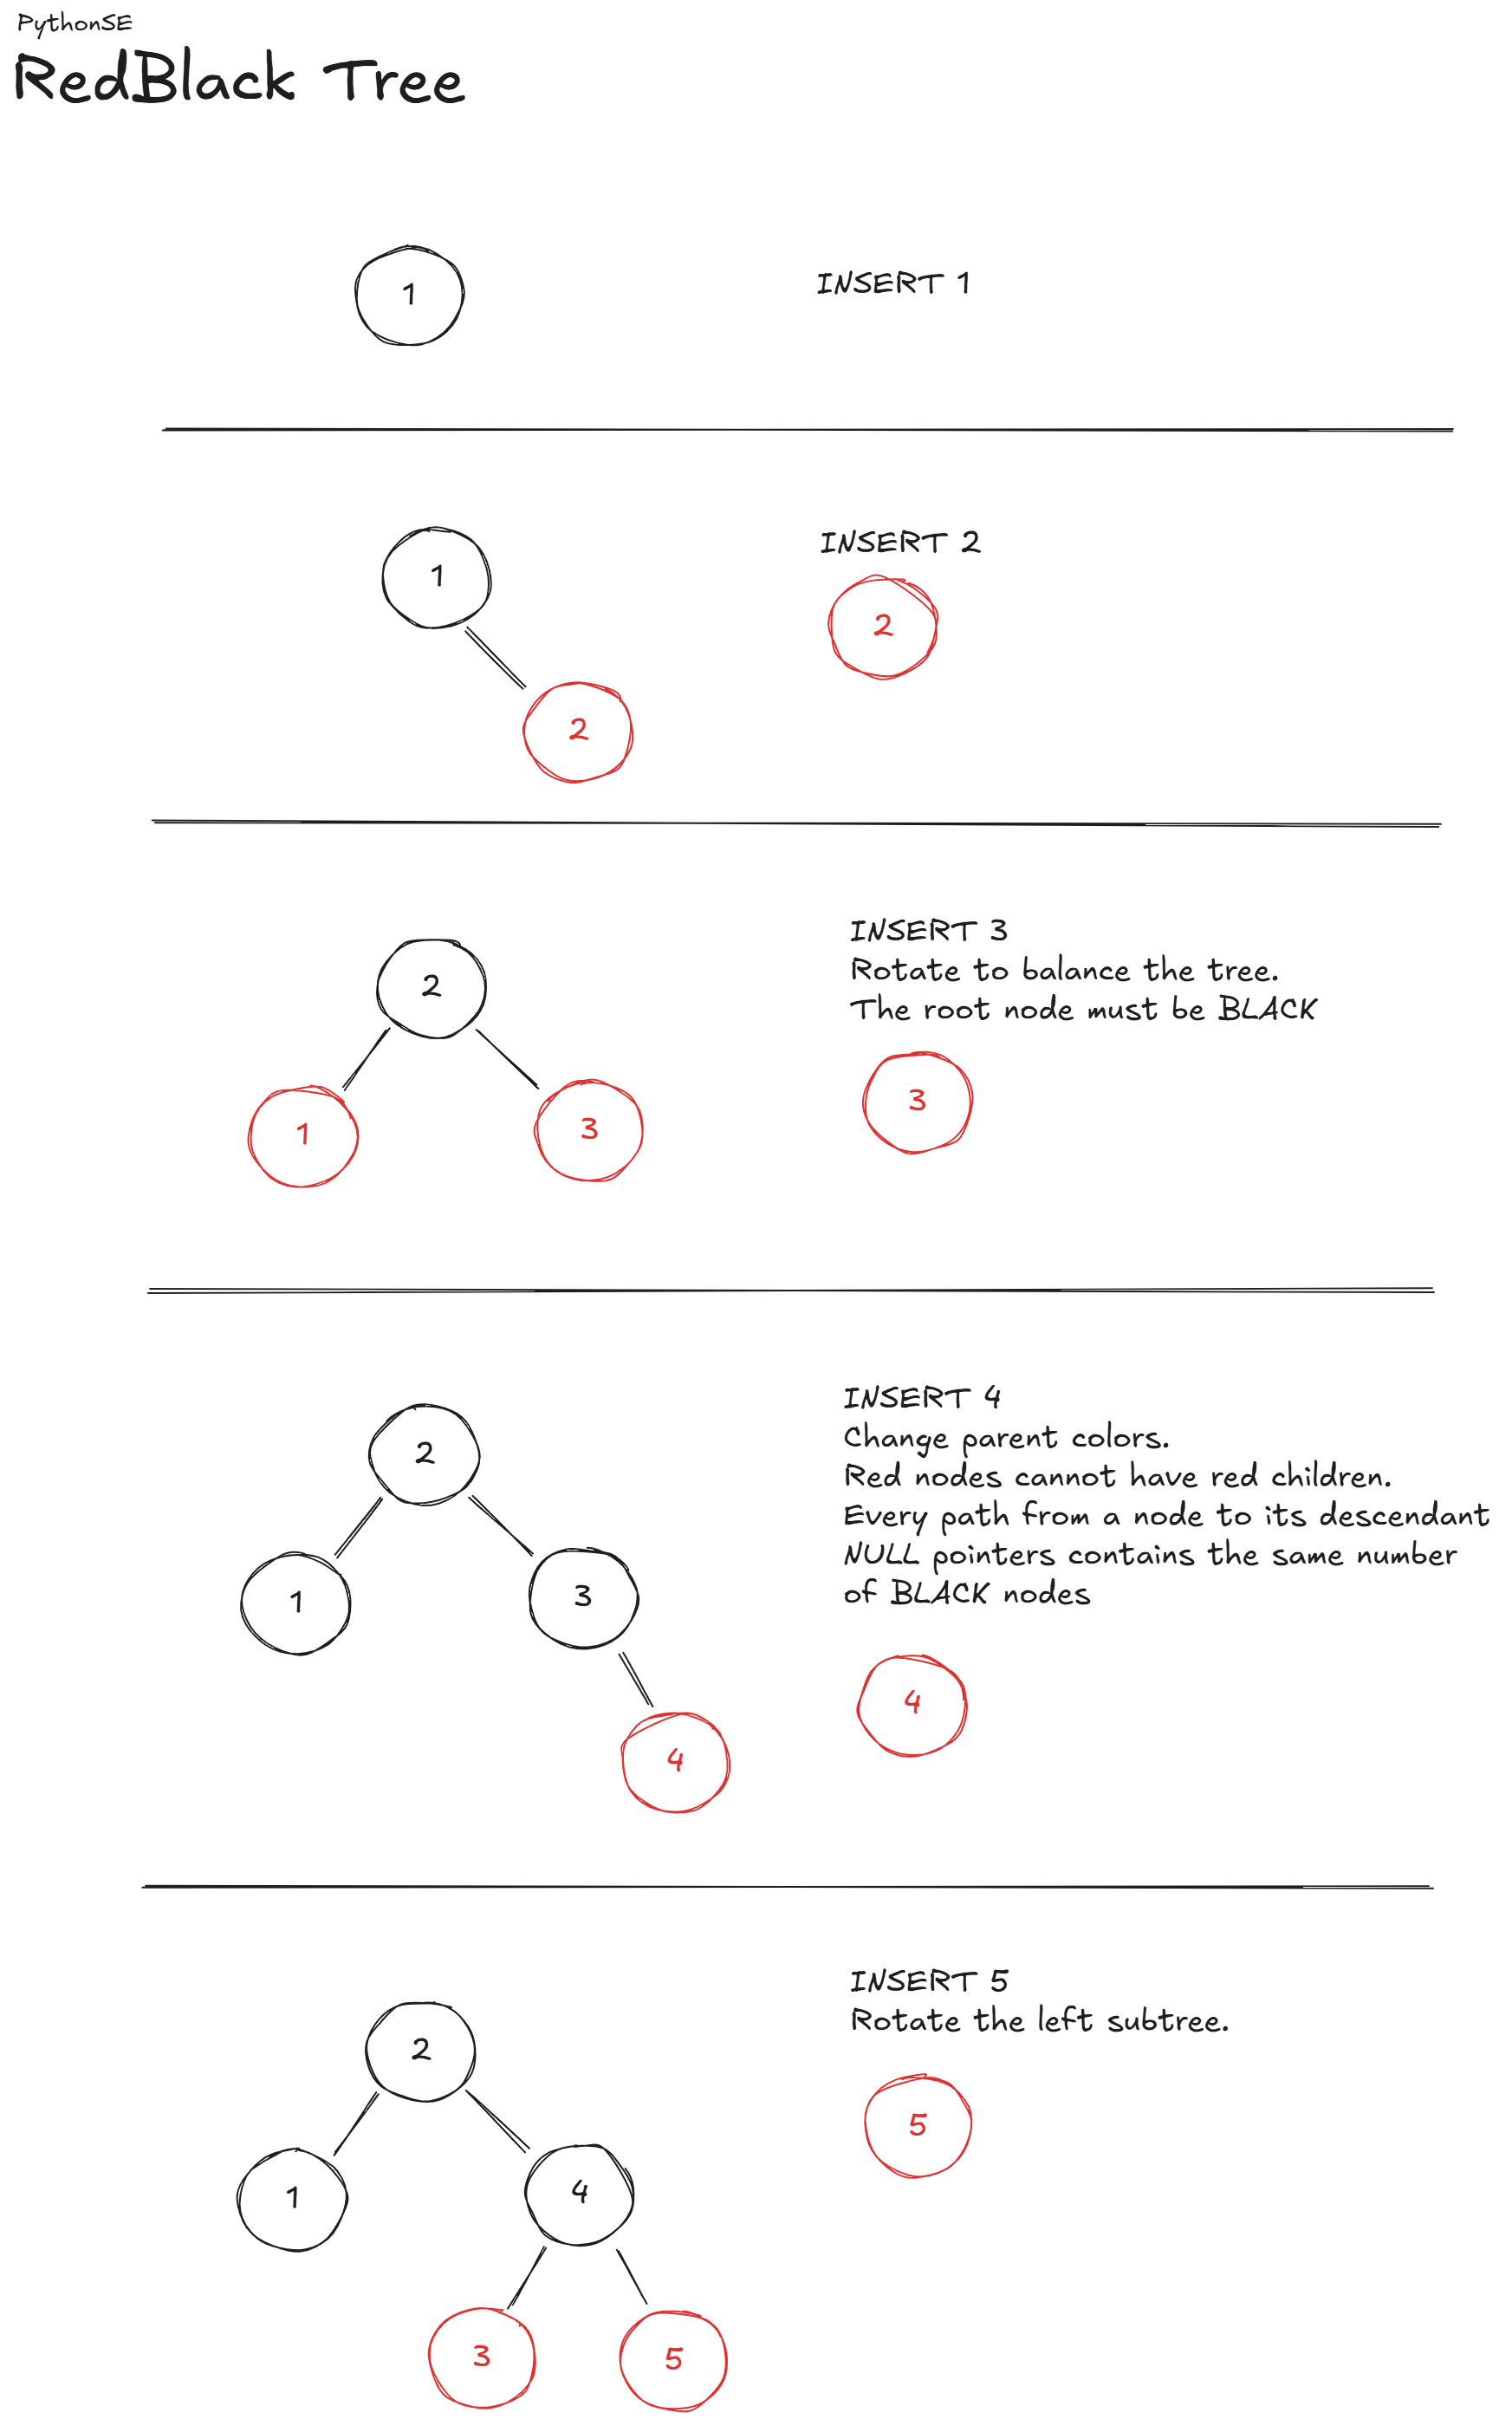 PythonSE
RedBlack Tree
1
INSERT 1
1
2
INSERT 2
2
2
1
3
INSERT 3
Rotate to balance the tree.
The root node must be BLACK
3
2
1
3
4
INSERT 4
Change parent colors.
Red nodes cannot have red children.
Every path from a node to its descendant
NULL pointers contains the same number
of BLACK nodes
4
2
1
4
3
5
INSERT 5
Rotate the left subtree.
5